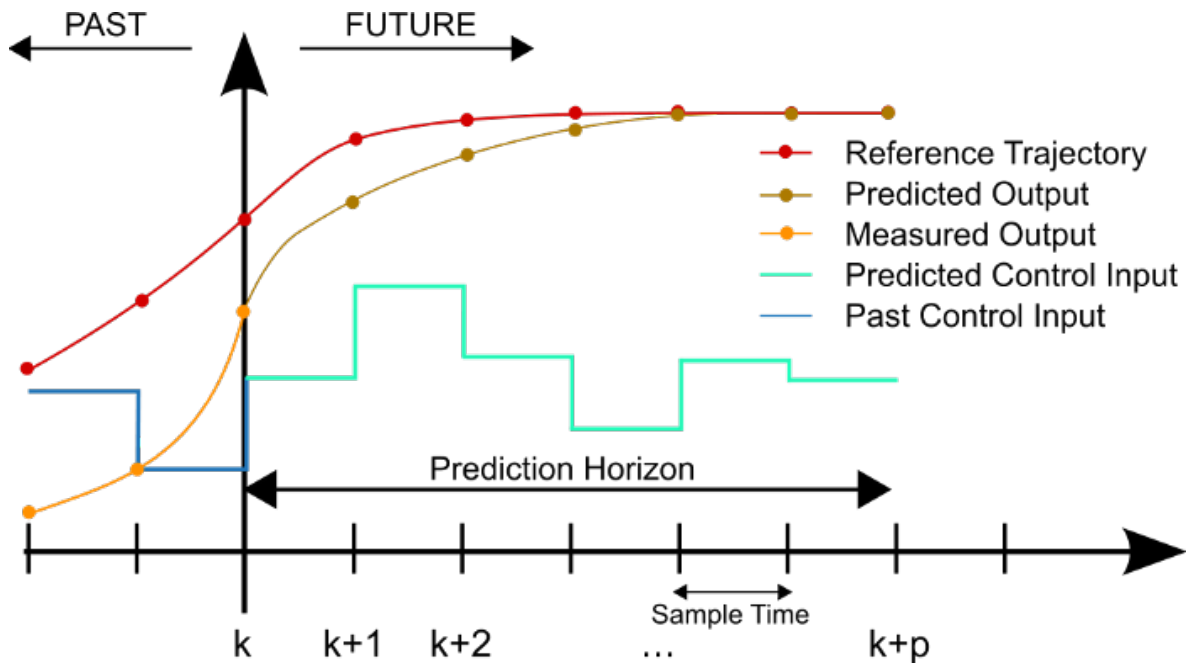 PAST
FUTURE
Reference Trajectory
Predicted Output
Measured Output
Predicted Control Input
Past Control Input
Prediction Horizon
Sample Time
k
k+1
k+2
...
k+p